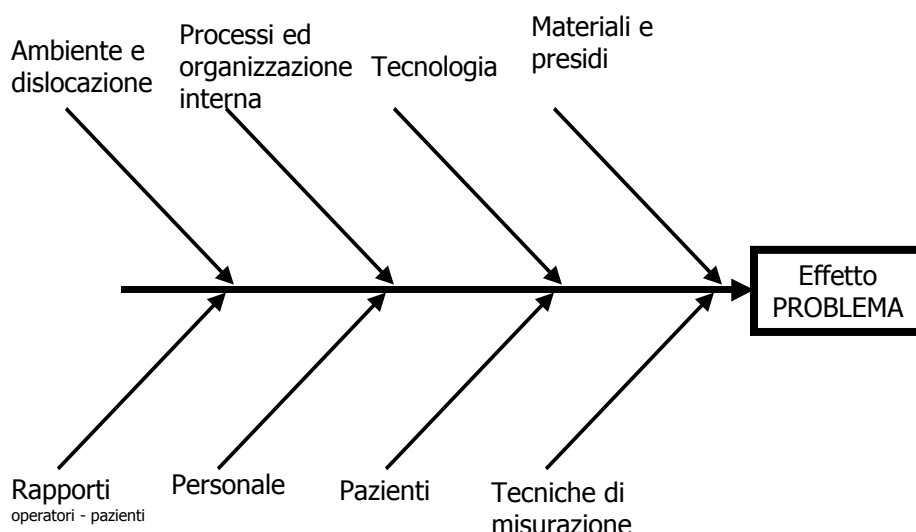 Ambiente e
dislocazione
Processi ed
organizzazione
interna
Tecnologia
Materiali e
presidi
Effetto
PROBLEMA
Rapporti
operatori - pazienti
Personale
Pazienti
Tecniche di
misurazione